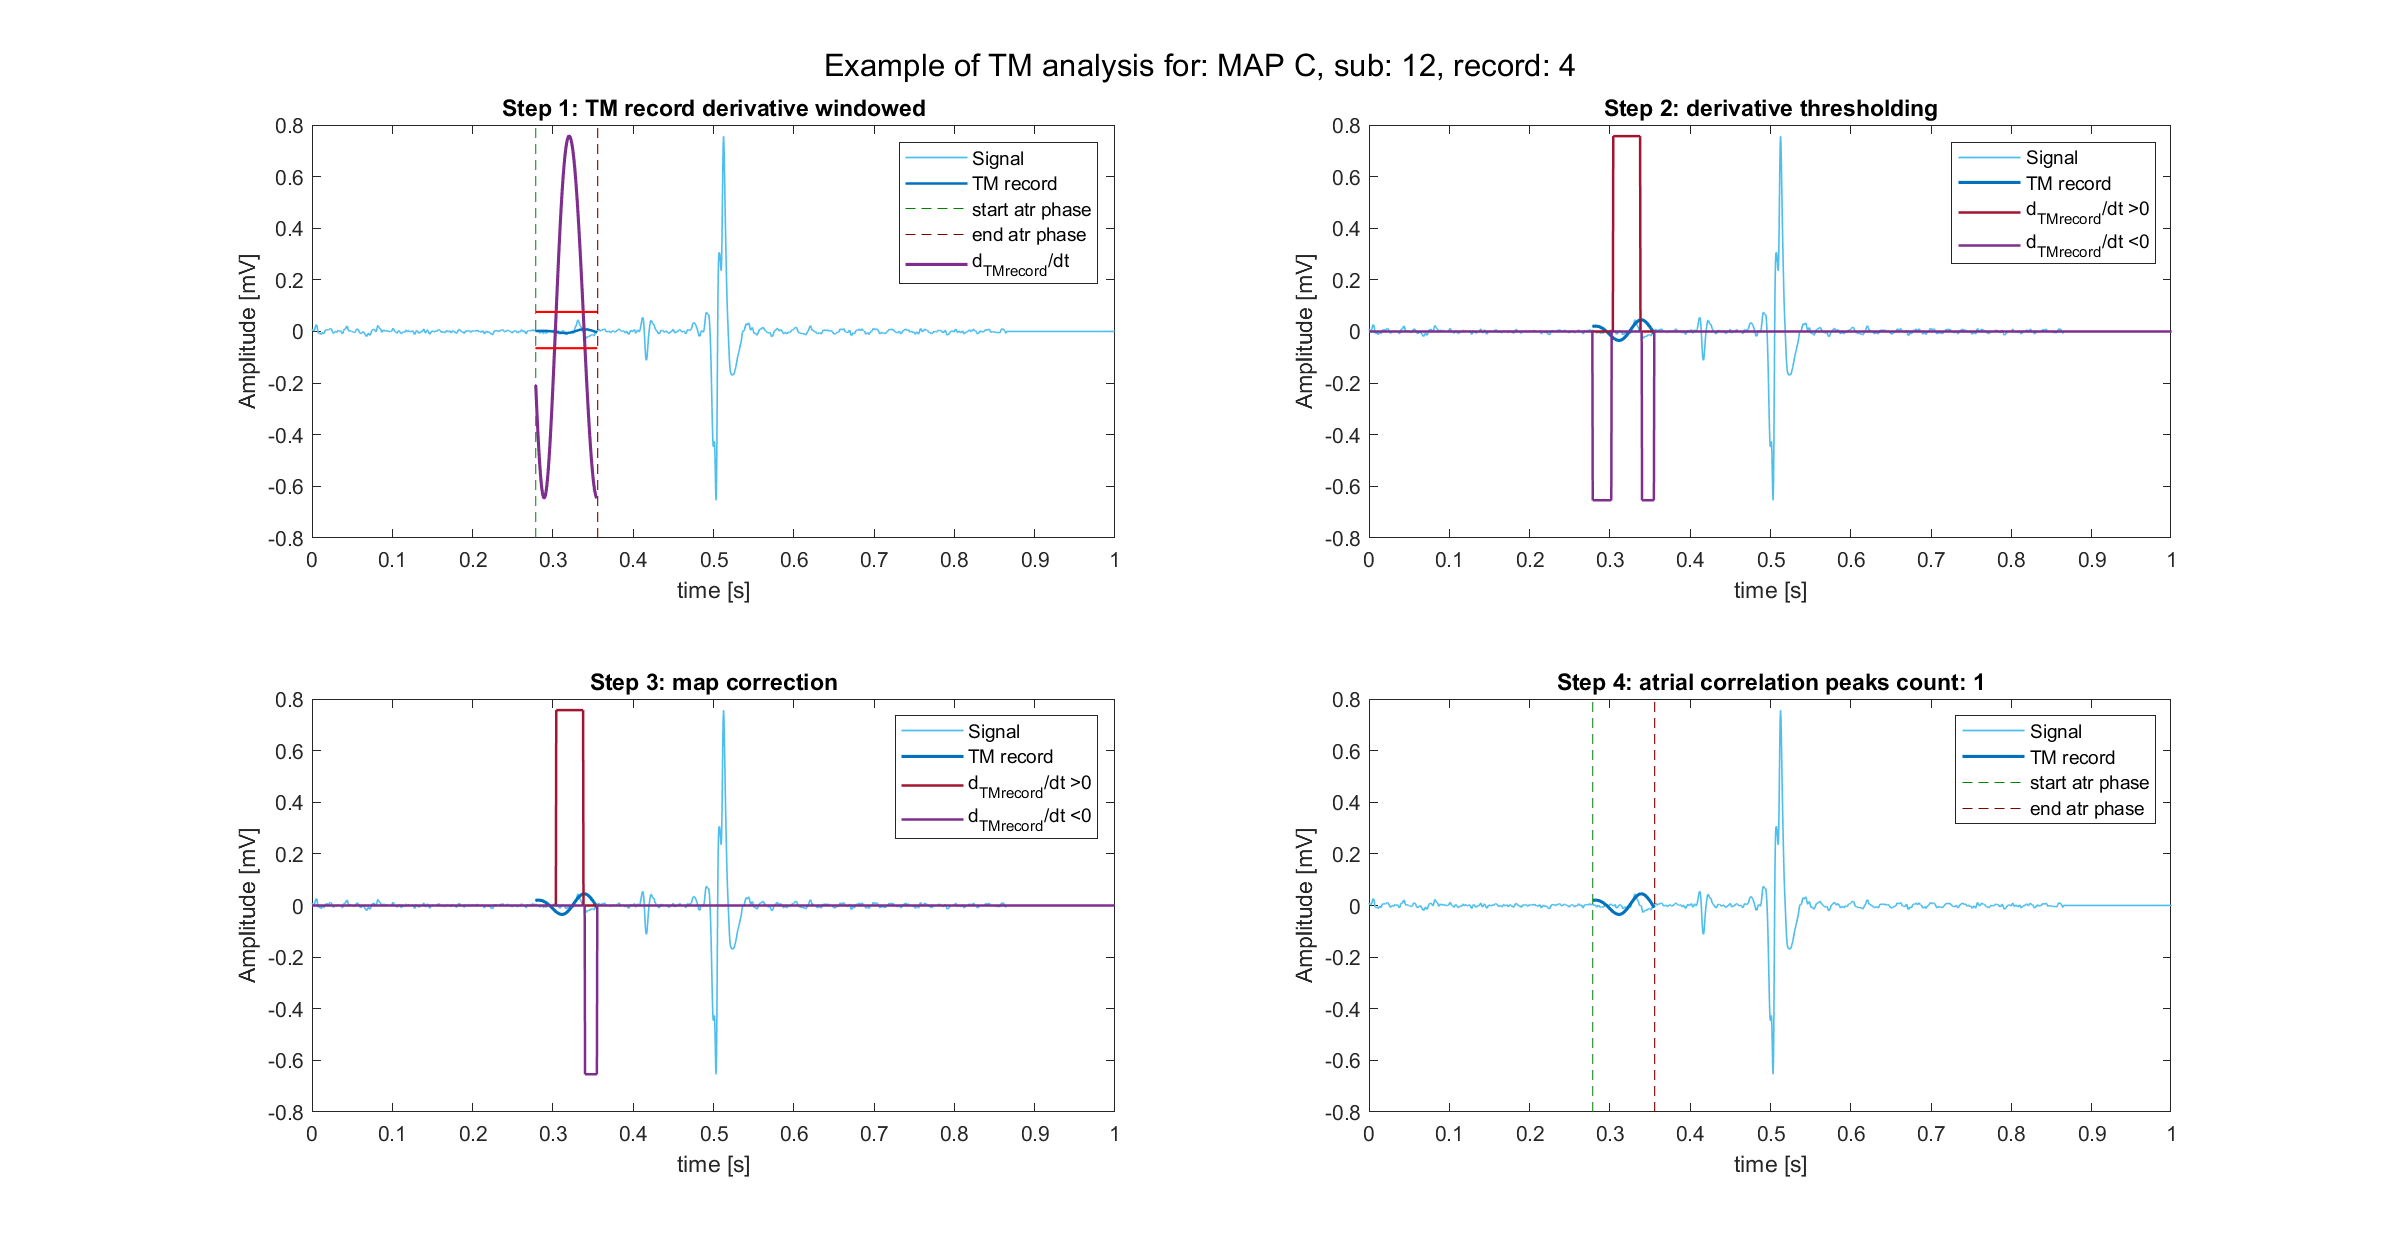 Example of TM analysis for: MAP C, sub: 12, record: 4
Step 1: TM record derivative windowed
0.8
0.6
0.4
0.2
0
-0.2
-0.4
-0.6
-0.8
Amplitude [mV]
0 0.1 0.2 0.3 0.4 0.5 0.6 0.7 0.8 0.9 1
time [s]
Signal
TM record
start atr phase
end atr phase
dTMrecord/dt
Step 2: derivative thresholding
0.8
0.6
0.4
0.2
0
-0.2
-0.4
-0.6
-0.8
Amplitude [mV]
0 0.1 0.2 0.3 0.4 0.5 0.6 0.7 0.8 0.9 1
time [s]
Signal
TM record
dTMrecord/dt >0
dTMrecord/dt <0
Step 3: map correction
0.8
0.6
0.4
0.2
0
-0.2
-0.4
-0.6
-0.8
Amplitude [mV]
0 0.1 0.2 0.3 0.4 0.5 0.6 0.7 0.8 0.9 1
time [s]
Signal
TM record
dTMrecord/dt >0
dTMrecord/dt <0
Step 4: atrial correlation peaks count: 1
0.8
0.6
0.4
0.2
0
-0.2
-0.4
-0.6
-0.8
Amplitude [mV]
0 0.1 0.2 0.3 0.4 0.5 0.6 0.7 0.8 0.9 1
time [s]
Signal
TM record
start atr phase
end atr phase